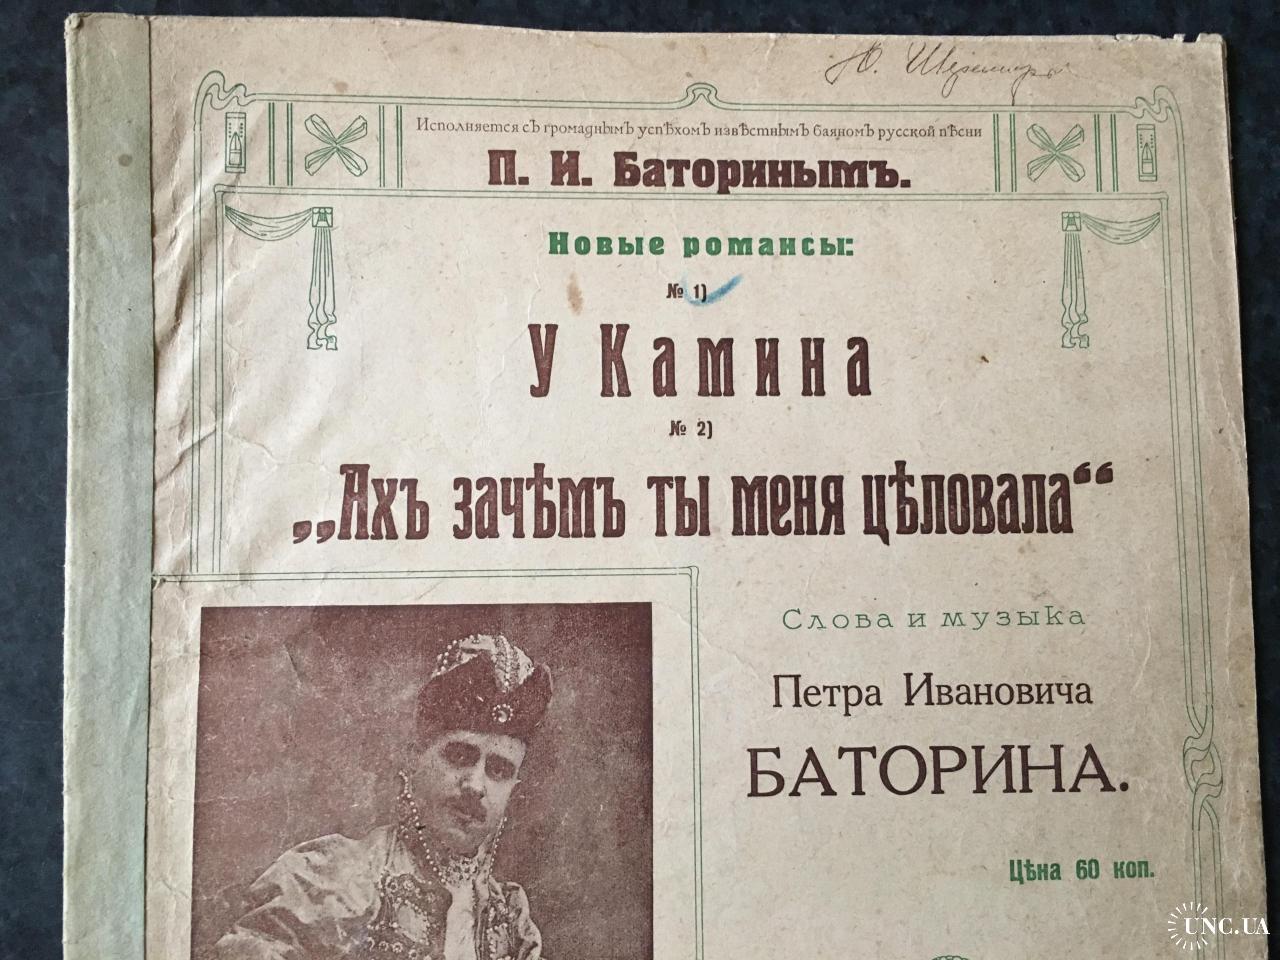 Исполняется съ громаднымъ успѣхомъ извѣстнымъ баяномъ русской пѣсни
П. И. Баторинымъ.
Новые романсы:
№ 1)
У Камина
№ 2)
„Ахъ зачѣмъ ты меня цѣловала“
Слова и музыка
Петра Ивановича
БАТОРИНА.
Цѣна 60 коп.
UNC.UA